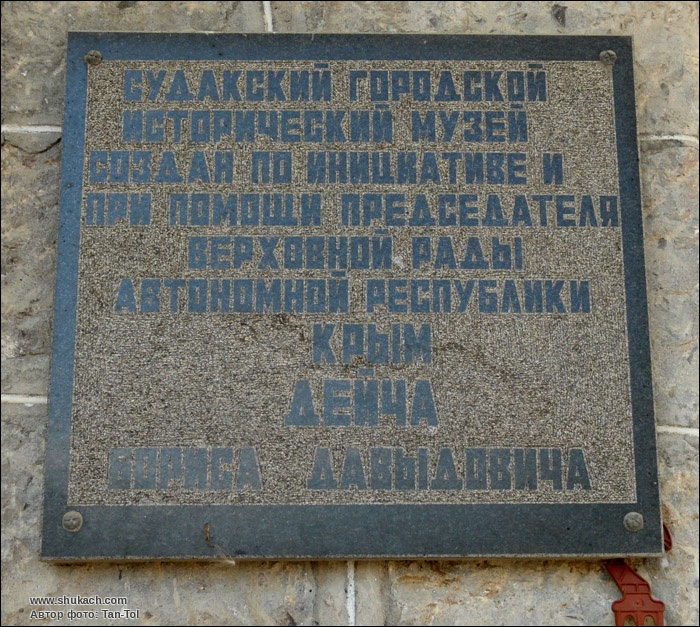 СУДАКСКИЙ ГОРОДСКОЙ
ИСТОРИЧЕСКИЙ МУЗЕЙ
СОЗДАН ПО ИНИЦИАТИВЕ И
ПРИ ПОМОЩИ ПРЕДСЕДАТЕЛЯ
ВЕРХОВНОЙ РАДЫ
АВТОНОМНОЙ РЕСПУБЛИКИ
КРЫМ
ДЕЙЧА
БОРИСА ДАВЫДОВИЧА
www.shukach.com
Автор фото: Tan-Tol